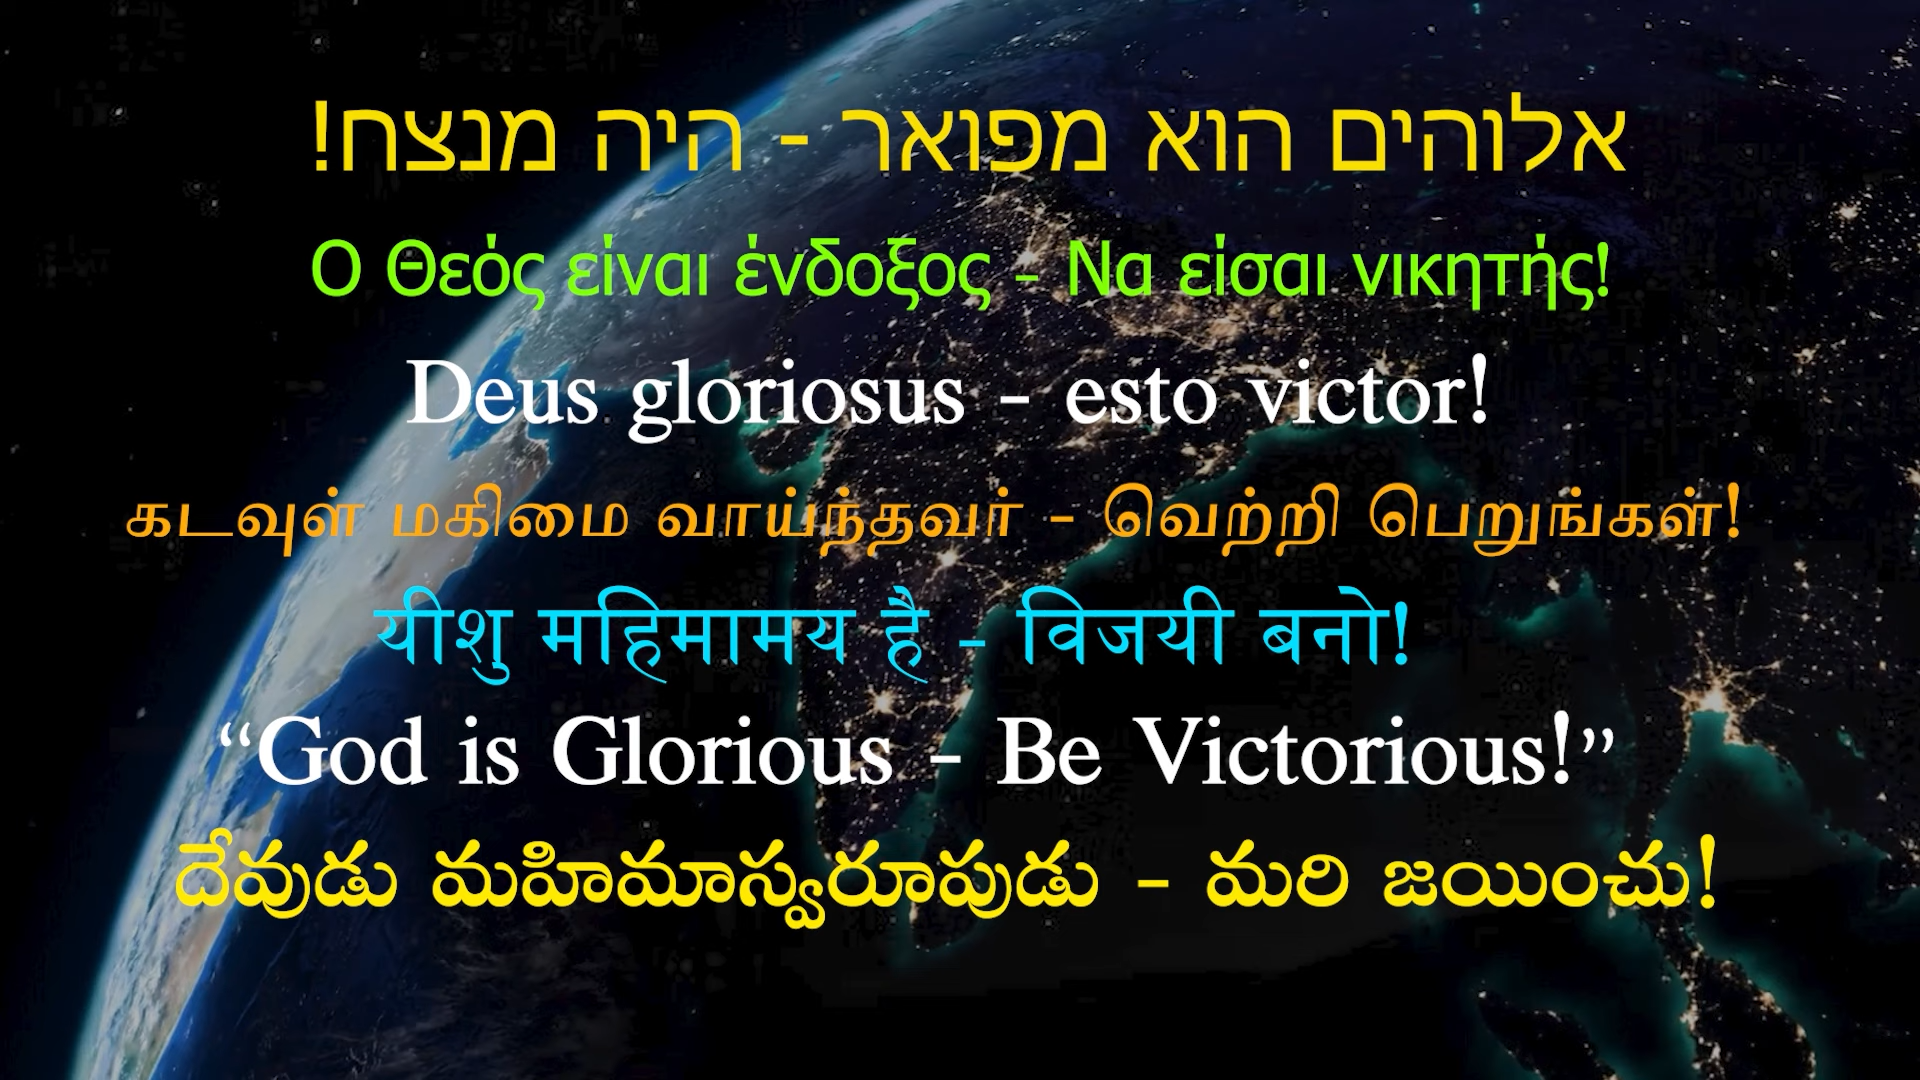 אלוהים הוא מפואר - היה מנצח!
Ο Θεός είναι ένδοξος - Να είσαι νικητής!
Deus gloriosus - esto victor!
கடவுள் மகிமை வாய்ந்தவர் - வெற்றி பெறுங்கள்!
यीशु महिमामय है - विजयी बनो!
“God is Glorious - Be Victorious!”
దేవుడు మహిమాస్వరూపుడు - మరి జయించు!